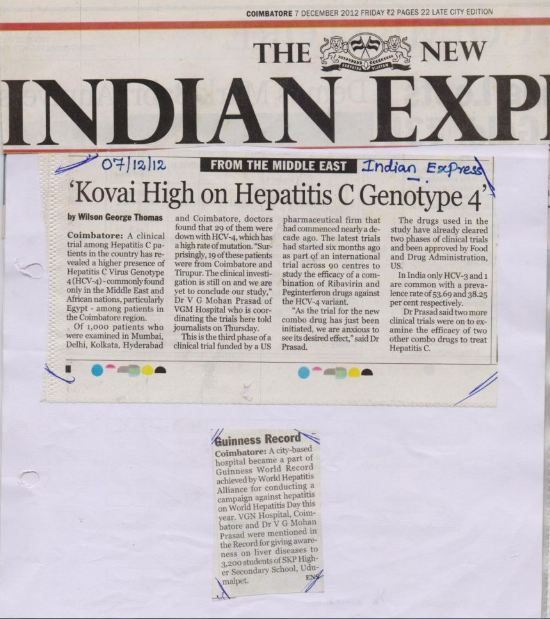 COIMBATORE 7 DECEMBER 2012 FRIDAY ₹2 PAGES 22 LATE CITY EDITION
THE NEW
INDIAN EXP
07/12/12
FROM THE MIDDLE EAST
Indian Express
'Kovai High on Hepatitis C Genotype 4'
by Wilson George Thomas
Coimbatore: A clinical
trial among Hepatitis C pa-
tients in the country has re-
vealed a higher presence of
Hepatitis C Virus Genotype
4 (HCV-4) - commonly found
only in the Middle East and
African nations, particularly
Egypt - among patients in
the Coimbatore region.
Of 1,000 patients who
were examined in Mumbai,
Delhi, Kolkata, Hyderabad
and Coimbatore, doctors
found that 29 of them were
down with HCV-4, which has
a high rate of mutation. "Sur-
prisingly, 19 of these patients
were from Coimbatore and
Tirupur. The clinical investi-
gation is still on and we are
yet to conclude our study,"
Dr V G Mohan Prasad of
VGM Hospital who is coor-
dinating the trials here told
journalists on Thursday.
This is the third phase of a
clinical trial funded by a US
pharmaceutical firm that
had commenced nearly a de-
cade ago. The latest trials
had started six months ago
as part of an international
trial across 90 centres to
study the efficacy of a com-
bination of Ribavirin and
Peginterferon drugs against
the HCV-4 variant.
"As the trial for the new
combo drug has just been
initiated, we are anxious to
see its desired effect," said Dr
Prasad.
The drugs used in the
study have already cleared
two phases of clinical trials
and been approved by Food
and Drug Administration,
US.
In India only HCV-3 and 1
are common with a preva-
lence rate of 53.69 and 38.25
per cent respectively.
Dr Prasad said two more
clinical trials were on to ex-
amine the efficacy of two
other combo drugs to treat
Hepatitis C.
Guinness Record
Coimbatore: A city-based
hospital became a part of
Guinness World Record
achieved by World Hepatitis
Alliance for conducting a
campaign against hepatitis
on World Hepatitis Day this
year. VGN Hospital, Coim-
batore and Dr V G Mohan
Prasad were mentioned in
the Record for giving aware-
ness on liver diseases to
3,200 students of SKP High-
er Secondary School, Udu-
malpet.
ENS